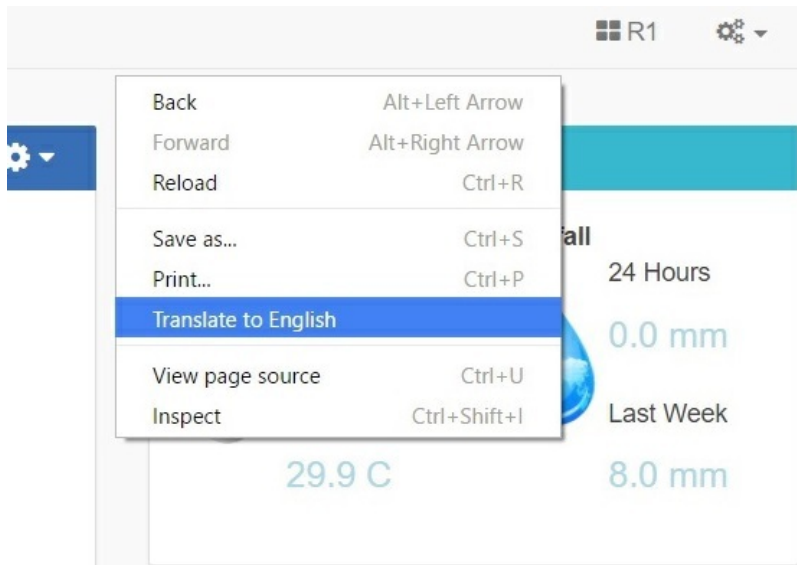 R1
Back Alt+Left Arrow
Forward Alt+Right Arrow
Reload Ctrl+R
Save as... Ctrl+S
fall
24 Hours
Print... Ctrl+P
Translate to English
0.0 mm
View page source Ctrl+U
Inspect Ctrl+Shift+I
Last Week
29.9 C
8.0 mm